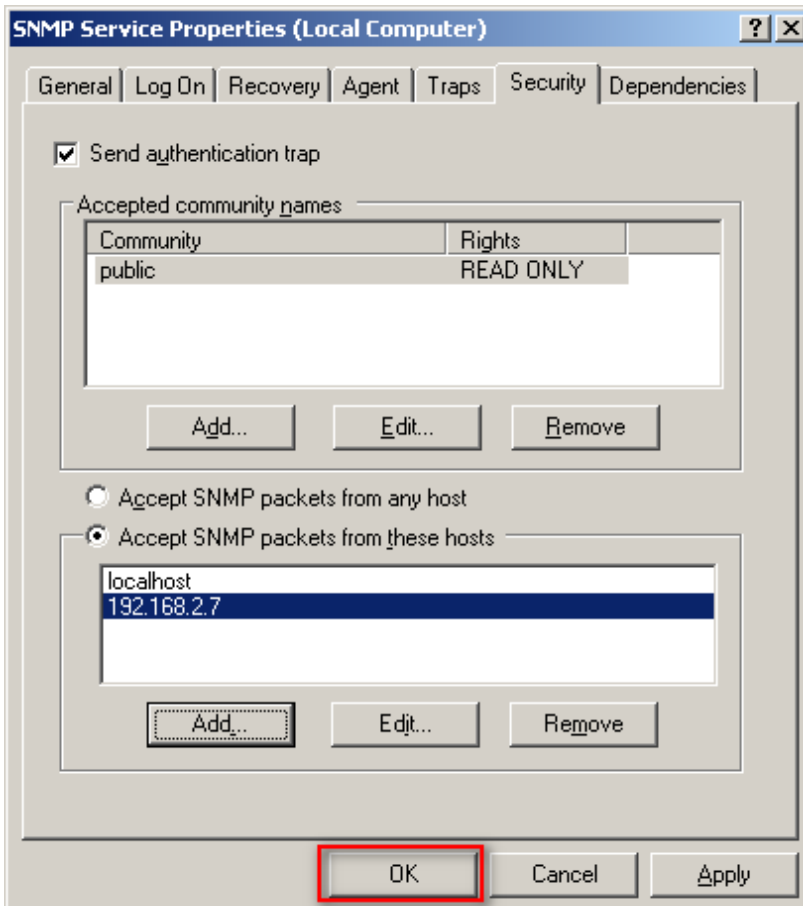 SNMP Service Properties (Local Computer) ? X
General Log On Recovery Agent Traps Security Dependencies
Send authentication trap
Accepted community names
Community Rights
public READ ONLY
Add... Edit... Remove
Accept SNMP packets from any host
Accept SNMP packets from these hosts
localhost
192.168.2.7
Add... Edit... Remove
OK Cancel Apply